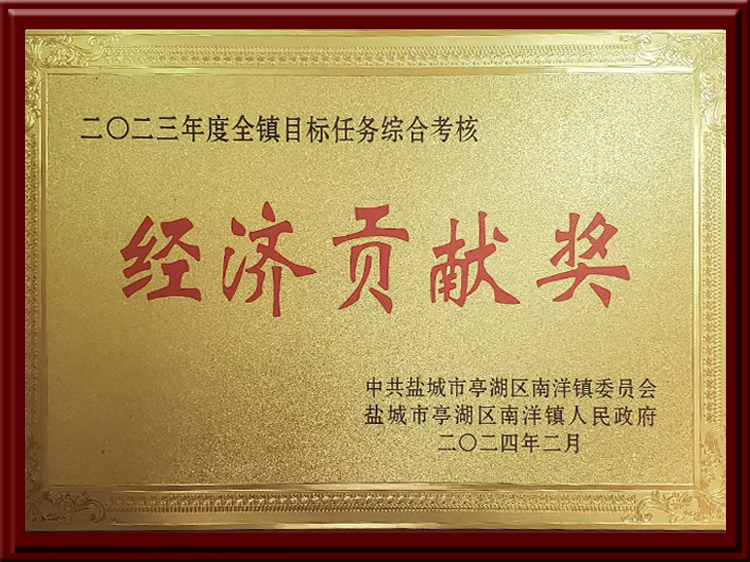 二〇二三年度全镇目标任务综合考核
经济贡献奖
中共盐城市亭湖区南洋镇委员会
盐城市亭湖区南洋镇人民政府
二〇二四年二月